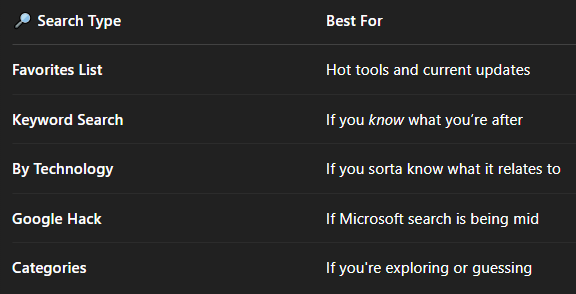 🔎 Search Type Best For
Favorites List Hot tools and current updates
Keyword Search If you know what you’re after
By Technology If you sorta know what it relates to
Google Hack If Microsoft search is being mid
Categories If you're exploring or guessing